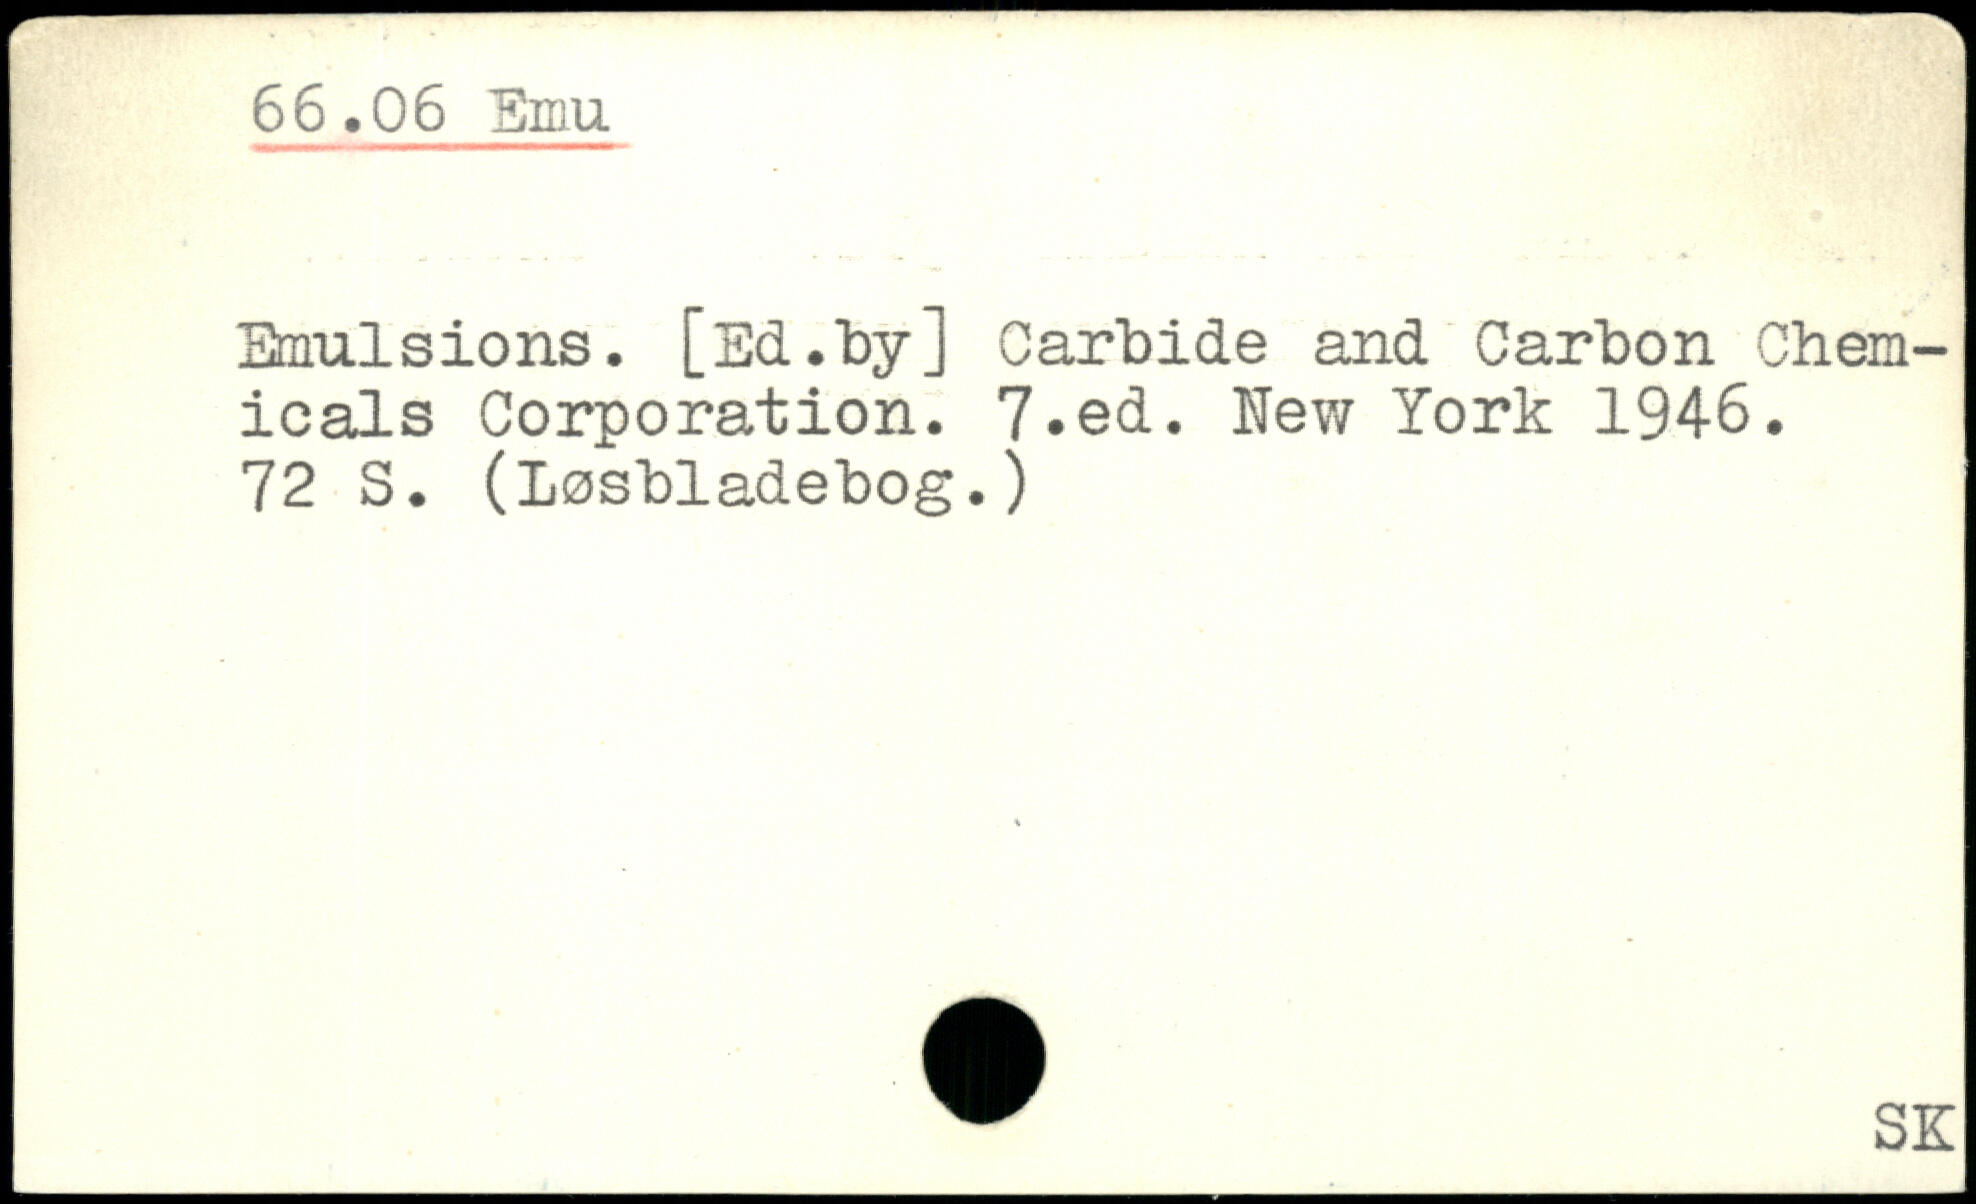 66.06 Emu
Emulsions. [Ed.by] Carbide and Carbon Chem-
icals Corporation. 7.ed. New York 1946.
72 S. (Løsbladebog.)
SK